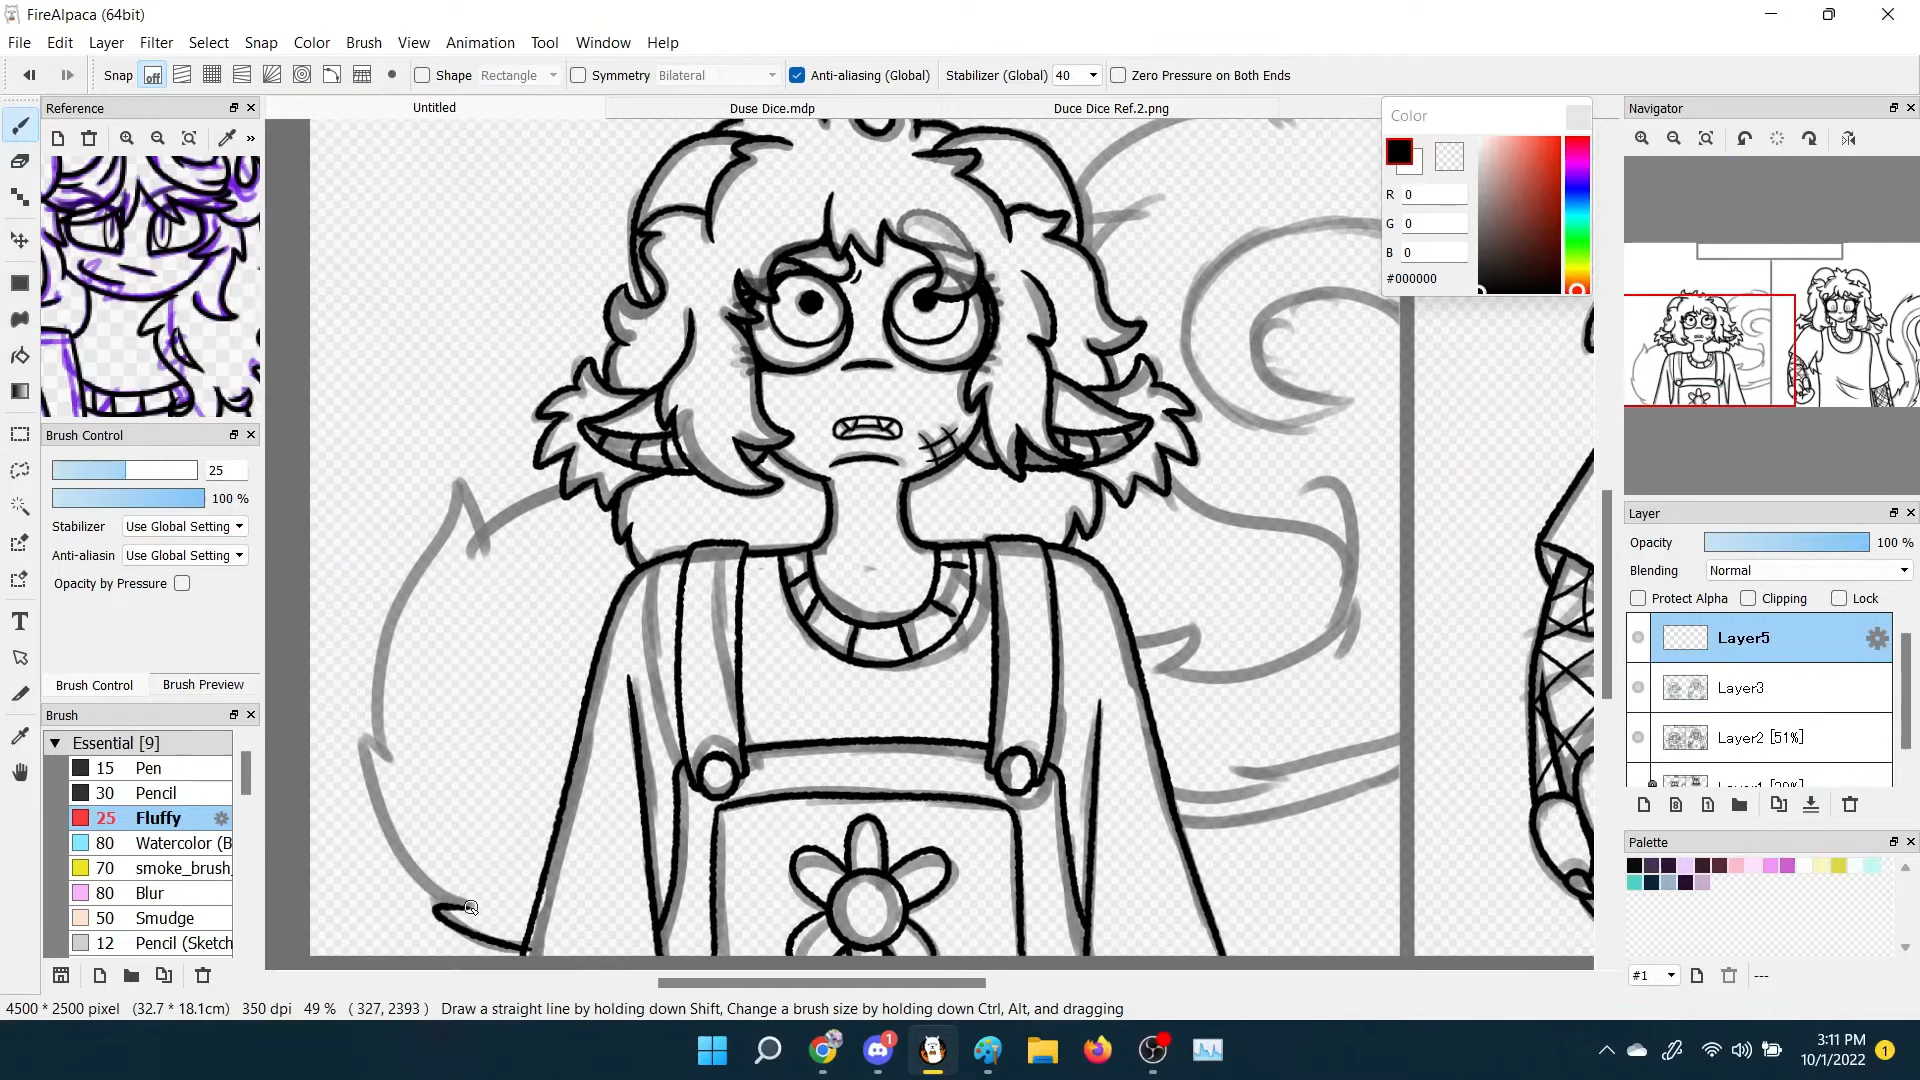 FireAlpaca (64bit)
File Edit Layer Filter Select Snap Color Brush View Animation Tool Window Help
Snap off Shape Rectangle Symmetry Bilateral Anti-aliasing (Global) Stabilizer (Global) 40 Zero Pressure on Both Ends
Reference
Untitled Duse Dice.mdp Duce Dice Ref.2.png
Color
R 0
G 0
B 0
#000000
Navigator
Brush Control
25
100 %
Stabilizer Use Global Setting
Anti-aliasin Use Global Setting
Opacity by Pressure
Brush Control Brush Preview
Brush
Essential [9]
15 Pen
30 Pencil
25 Fluffy
80 Watercolor (B
70 smoke_brush_
80 Blur
50 Smudge
12 Pencil (Sketch
Layer
Opacity 100 %
Blending Normal
Protect Alpha Clipping Lock
Layer5
Layer3
Layer2 [51%]
Palette
#1 ---
4500 * 2500 pixel (32.7 * 18.1cm) 350 dpi 49 % ( 327, 2393 ) Draw a straight line by holding down Shift, Change a brush size by holding down Ctrl, Alt, and dragging
1
3:11 PM
10/1/2022
1